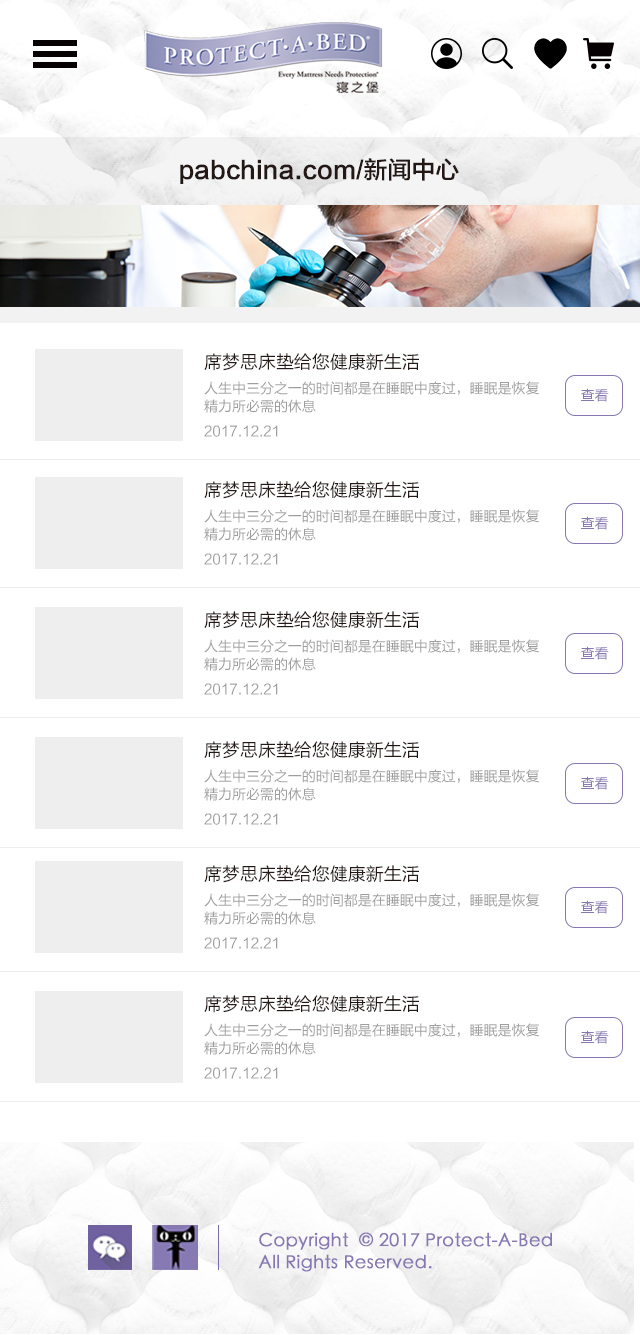 PROTECT·A·BED®
Every Mattress Needs Protection®
寝之堡
pabchina.com/新闻中心
席梦思床垫给您健康新生活
人生中三分之一的时间都是在睡眠中度过，睡眠是恢复
精力所必需的休息
2017.12.21
查看
席梦思床垫给您健康新生活
人生中三分之一的时间都是在睡眠中度过，睡眠是恢复
精力所必需的休息
2017.12.21
查看
席梦思床垫给您健康新生活
人生中三分之一的时间都是在睡眠中度过，睡眠是恢复
精力所必需的休息
2017.12.21
查看
席梦思床垫给您健康新生活
人生中三分之一的时间都是在睡眠中度过，睡眠是恢复
精力所必需的休息
2017.12.21
查看
席梦思床垫给您健康新生活
人生中三分之一的时间都是在睡眠中度过，睡眠是恢复
精力所必需的休息
2017.12.21
查看
席梦思床垫给您健康新生活
人生中三分之一的时间都是在睡眠中度过，睡眠是恢复
精力所必需的休息
2017.12.21
查看
Copyright © 2017 Protect-A-Bed
All Rights Reserved.